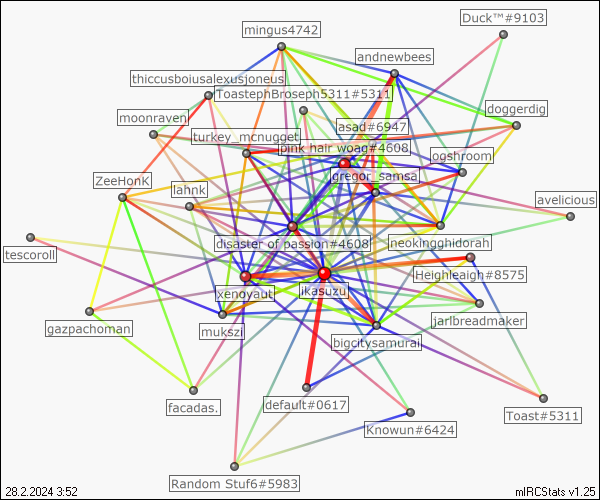 Duck™#9103
mingus4742
andnewbees
thiccusboiusalexusjoneus
ToastephBroseph5311#5311
moonraven
doggerdig
asad#6947
turkey_mcnugget
pink hair woag#4608
ooshroom
gregor_samsa
ZeeHonk
lahnk
avelicious
disaster of passion#4608
neokingghidorah
tescoroll
Heighleaigh#8575
xenoyaut
ikasuzu
gazpachoman
mukszi
jarlbreadmaker
bigcitysamurai
facadas.
default#0617
Toast#5311
Knowun#6424
Random Stuf6#5983
28.2.2024 3:52
mIRCStats v1.25